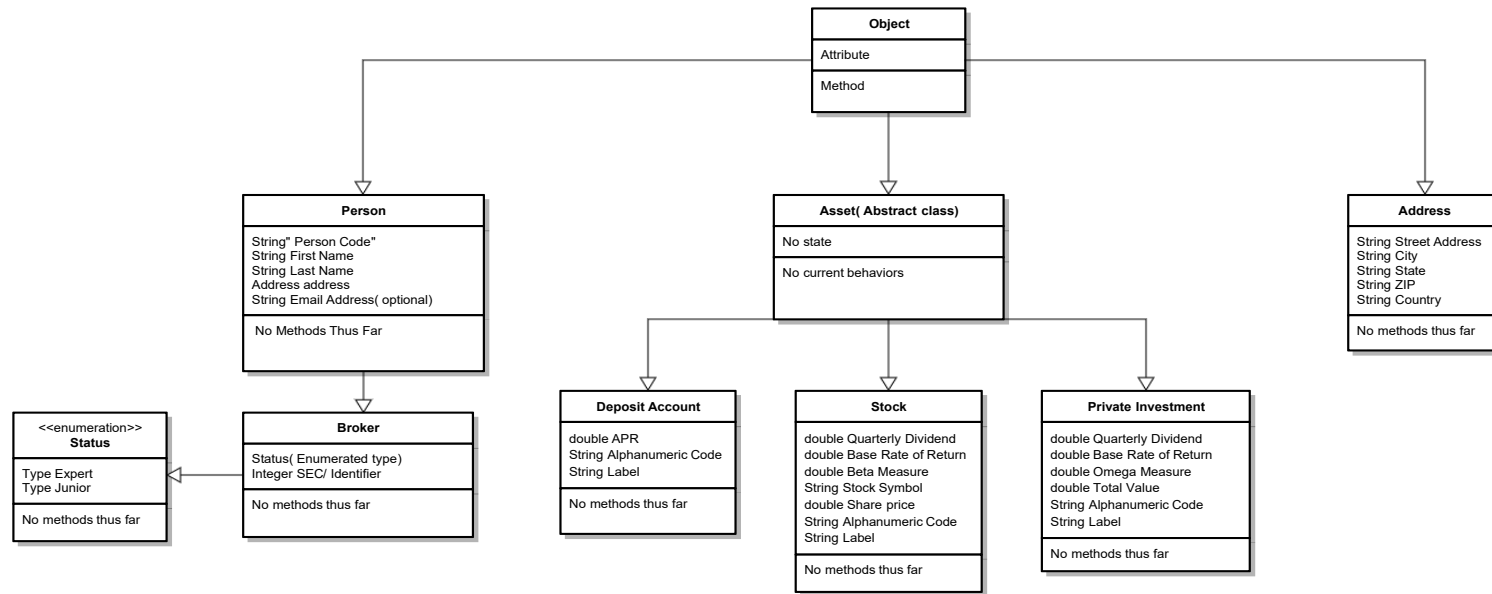 Object
Attribute
Method
Person
String" Person Code"
String First Name
String Last Name
Address address
String Email Address( optional)
No Methods Thus Far
Asset( Abstract class)
No state
No current behaviors
Address
String Street Address
String City
String State
String ZIP
String Country
No methods thus far
<<enumeration>>
Status
Type Expert
Type Junior
No methods thus far
Broker
Status( Enumerated type)
Integer SEC/ Identifier
No methods thus far
Deposit Account
double APR
String Alphanumeric Code
String Label
No methods thus far
Stock
double Quarterly Dividend
double Base Rate of Return
double Beta Measure
String Stock Symbol
double Share price
String Alphanumeric Code
String Label
No methods thus far
Private Investment
double Quarterly Dividend
double Base Rate of Return
double Omega Measure
double Total Value
String Alphanumeric Code
String Label
No methods thus far